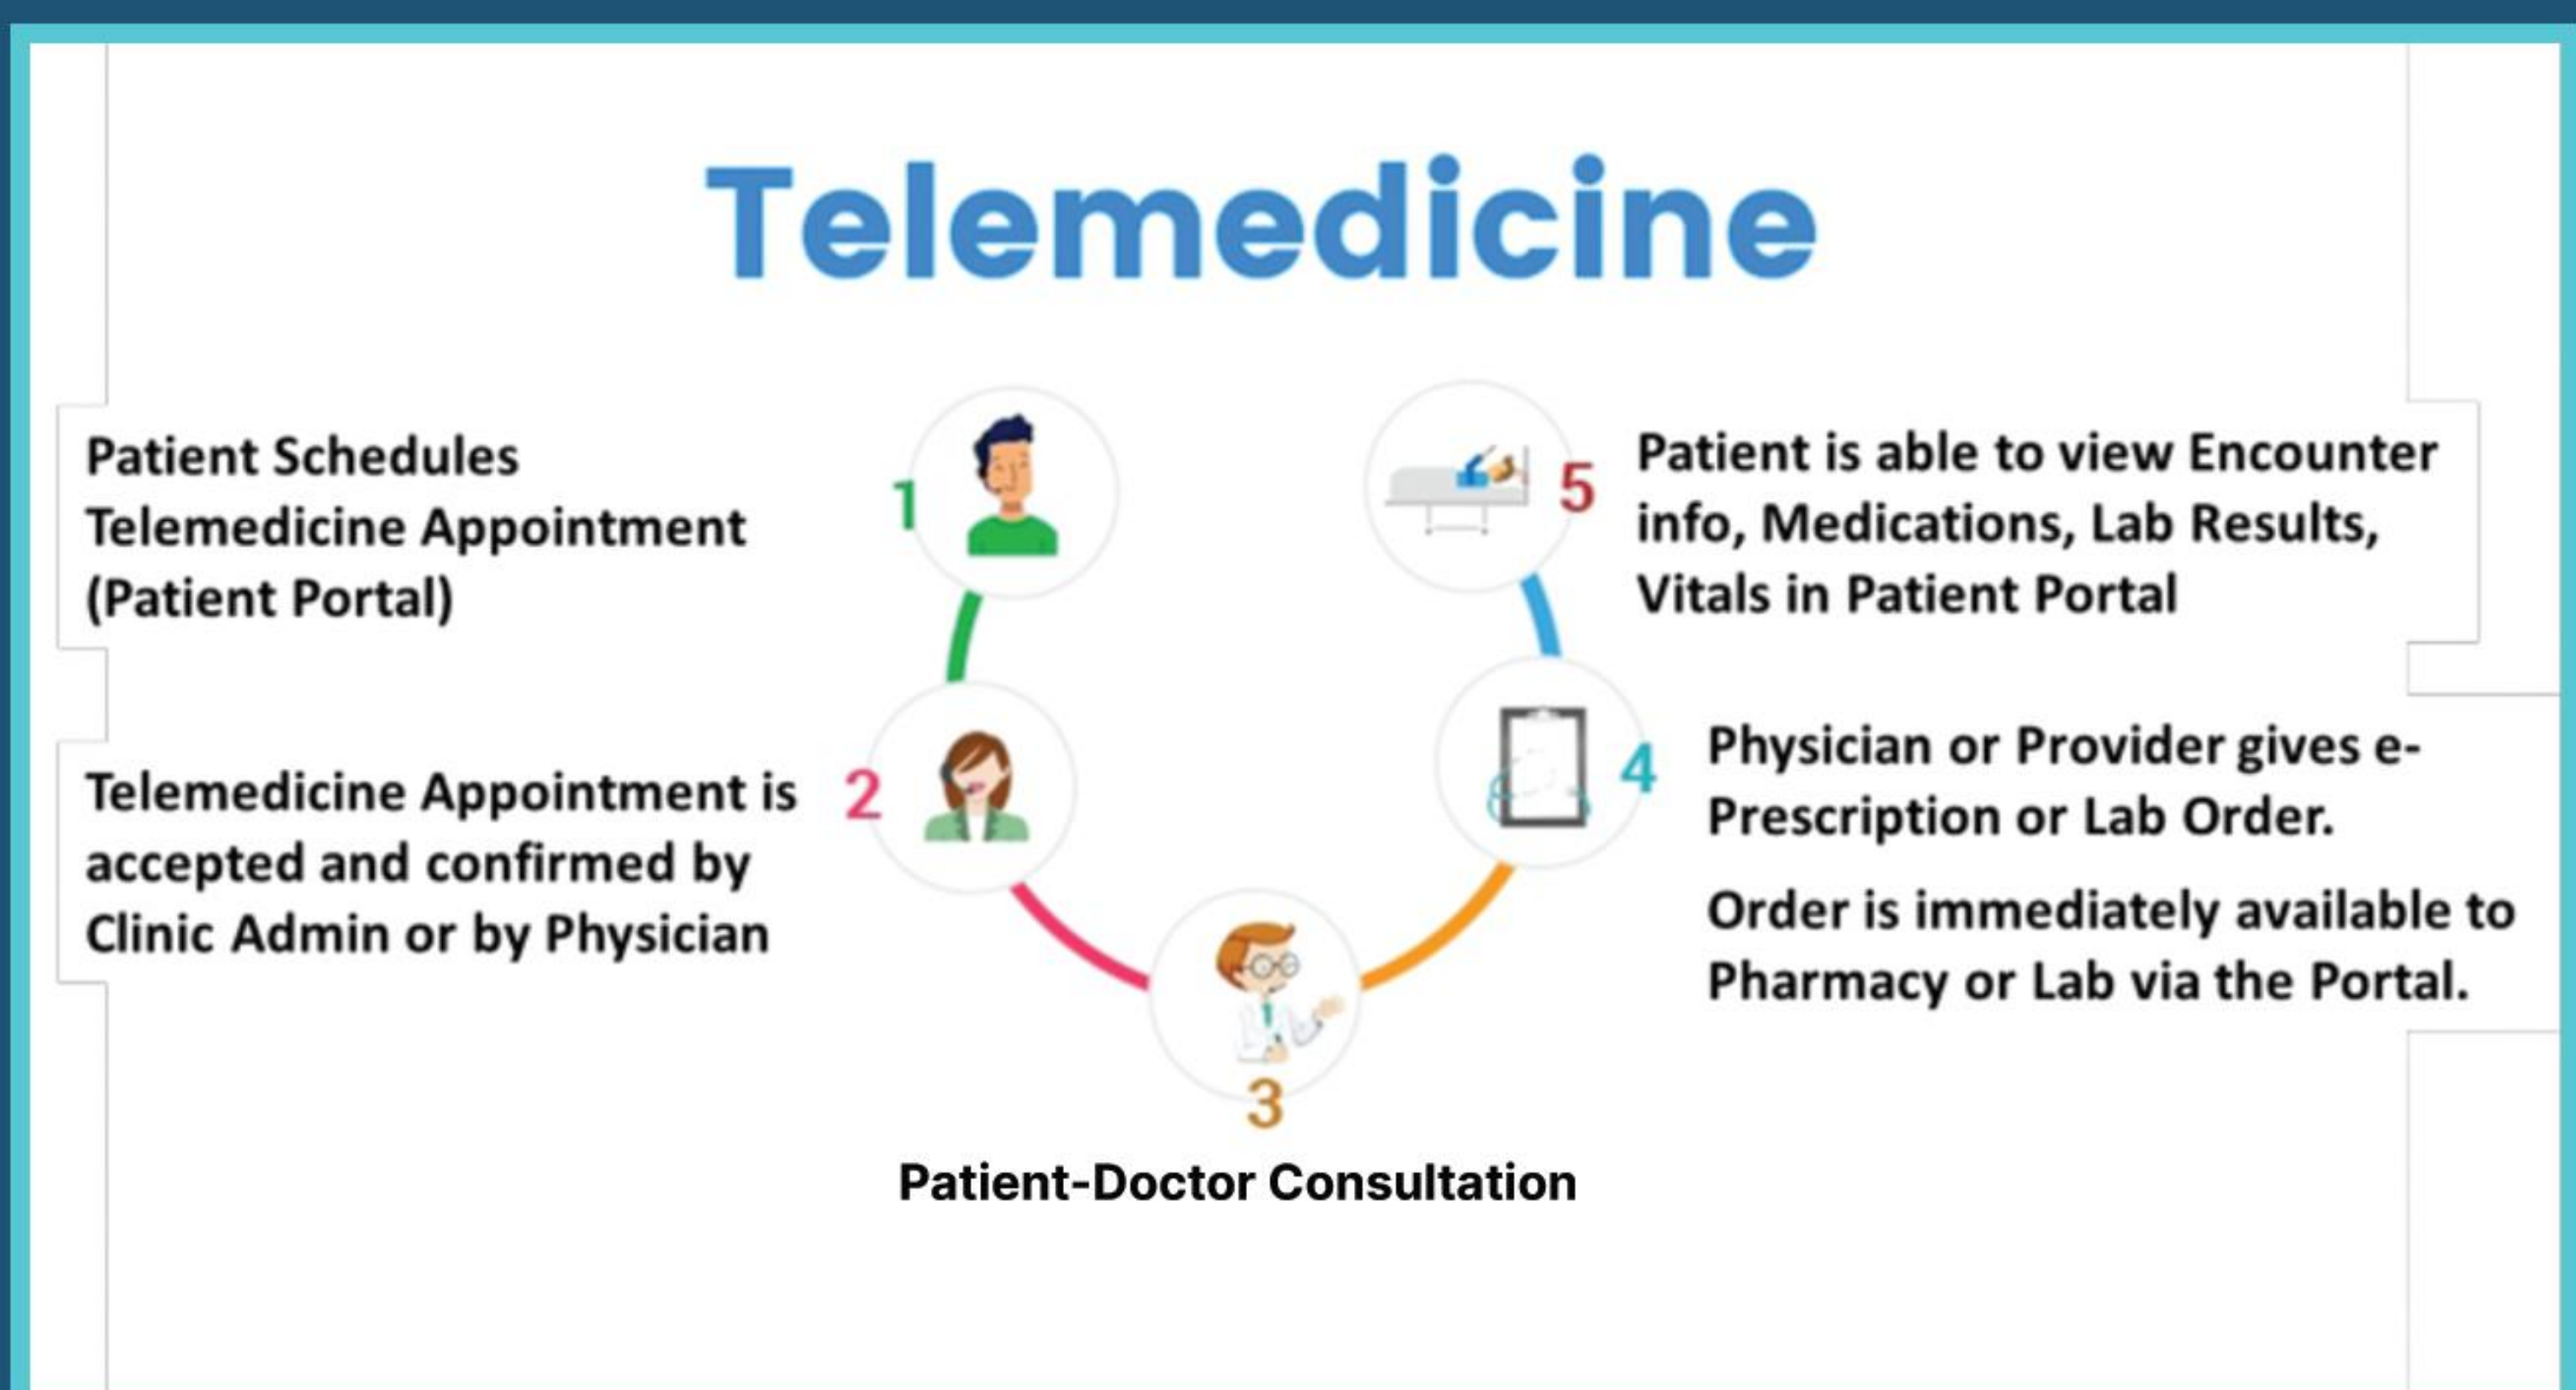 Telemedicine
1
Patient Schedules
Telemedicine Appointment
(Patient Portal)
2
Telemedicine Appointment is
accepted and confirmed by
Clinic Admin or by Physician
3
Patient-Doctor Consultation
4
Physician or Provider gives e-
Prescription or Lab Order.
Order is immediately available to
Pharmacy or Lab via the Portal.
5
Patient is able to view Encounter
info, Medications, Lab Results,
Vitals in Patient Portal